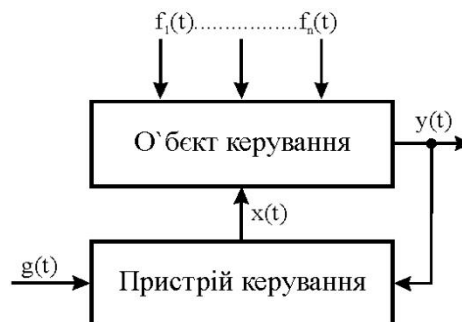 f₁(t)....................fₙ(t)
О`бєкт керування
y(t)
x(t)
g(t)
Пристрій керування